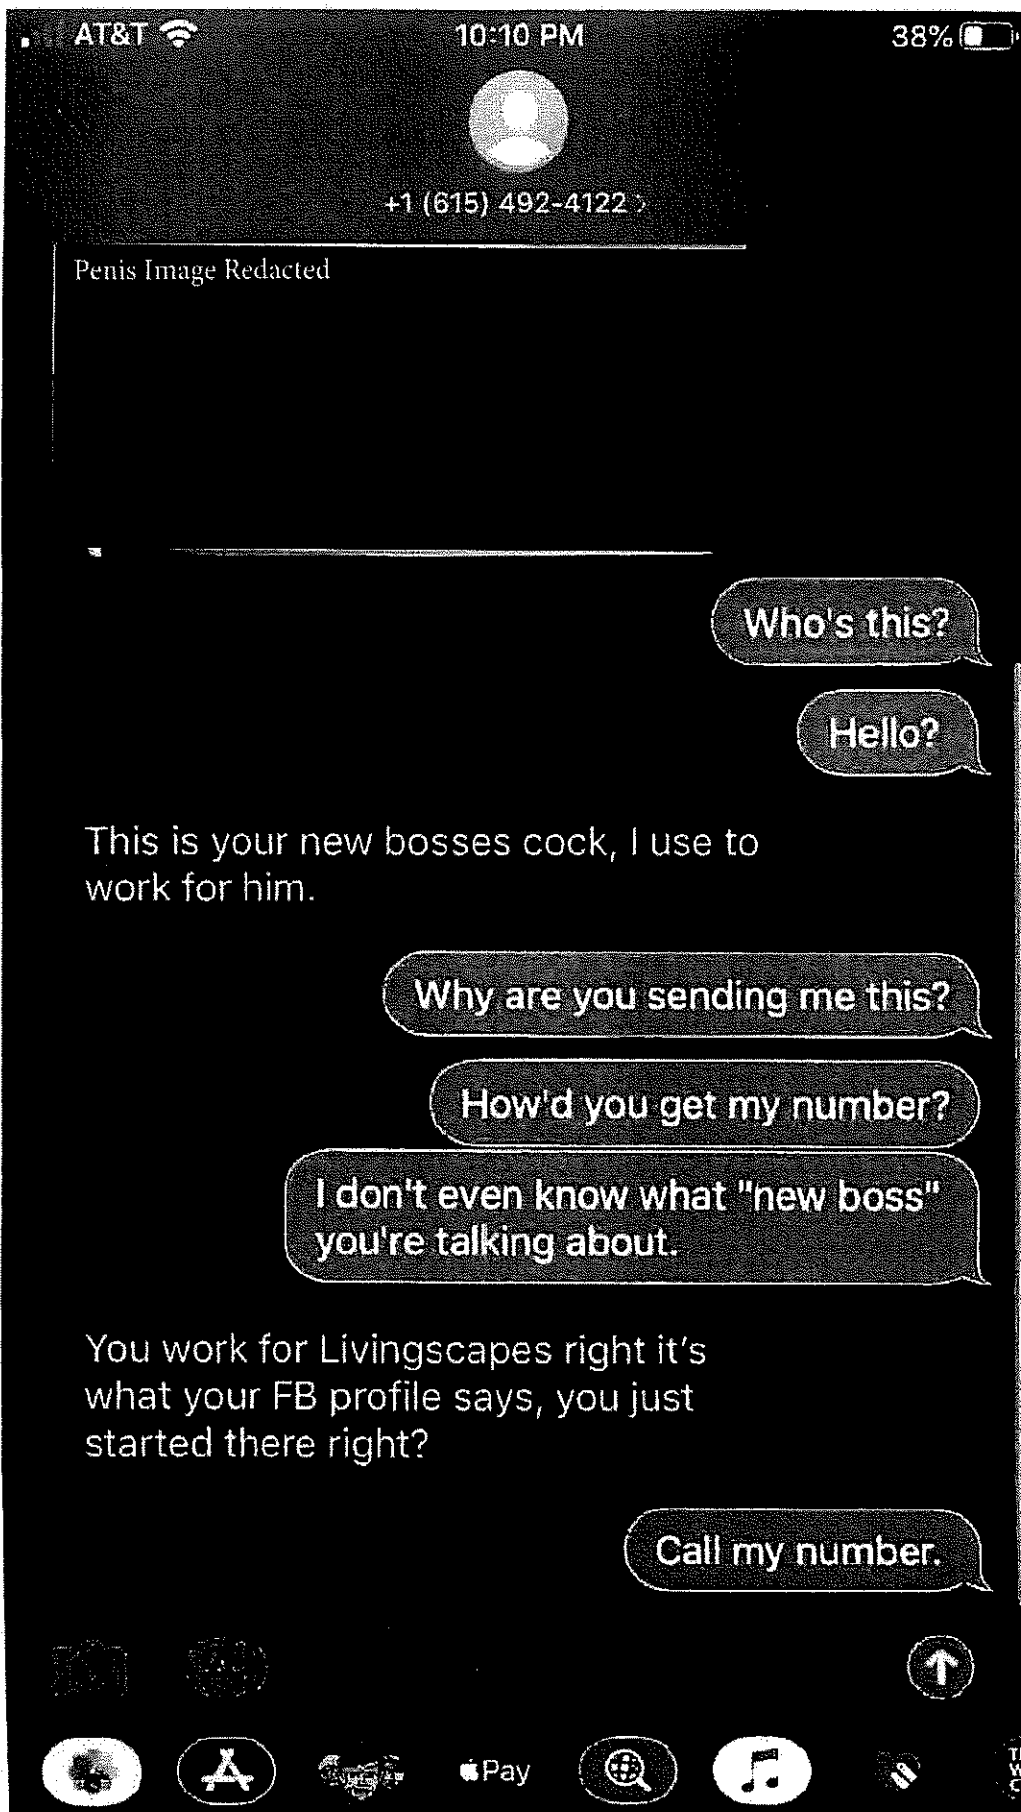 AT&T
10:10 PM
38%
+1 (615) 492-4122 >
Penis Image Redacted
Who's this?
Hello?
This is your new bosses cock, I use to
work for him.
Why are you sending me this?
How'd you get my number?
I don't even know what "new boss"
you're talking about.
You work for Livingscapes right it's
what your FB profile says, you just
started there right?
Call my number.
Pay